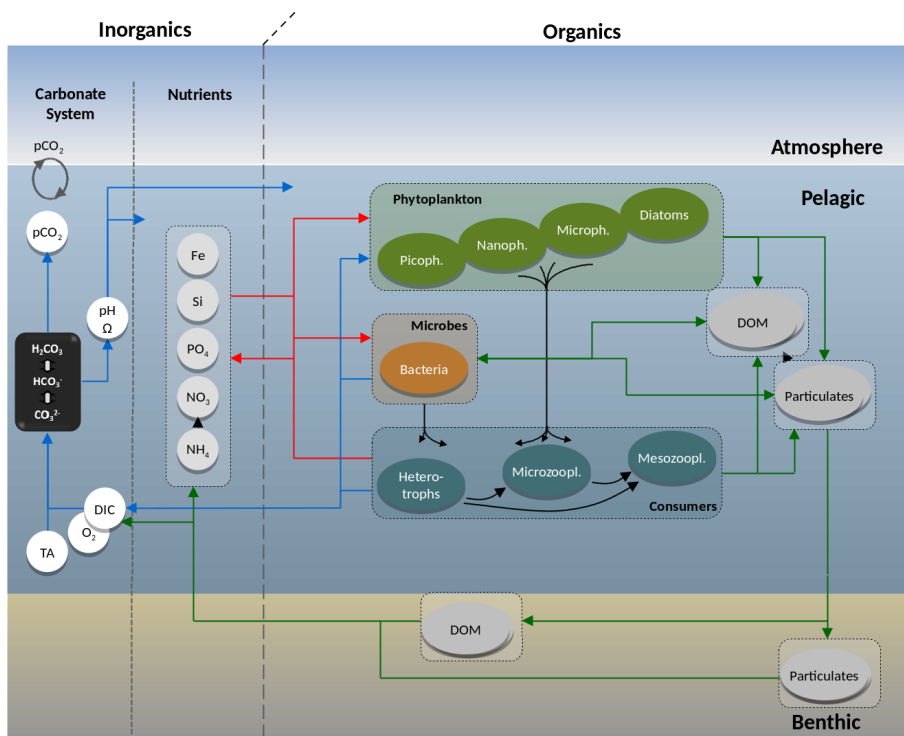 Inorganics
Organics
Carbonate
System
Nutrients
Atmosphere
pCO₂
Pelagic
pCO₂
pH
Ω
H₂CO₃
HCO₃⁻
CO₃²⁻
DIC
O₂
TA
Fe
Si
PO₄
NO₃
NH₄
Phytoplankton
Picoph.
Nanoph.
Microph.
Diatoms
Microbes
Bacteria
DOM
Particulates
Hetero-
trophs
Microzoopl.
Mesozoopl.
Consumers
DOM
Particulates
Benthic